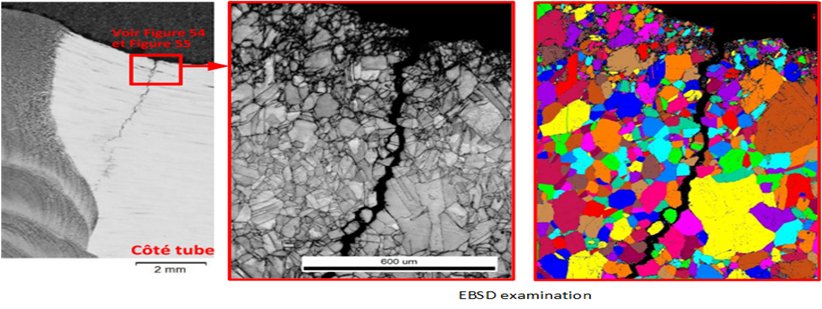 Voir Figure 54
et Figure 55
Côté tube
2 mm
600 um
EBSD examination